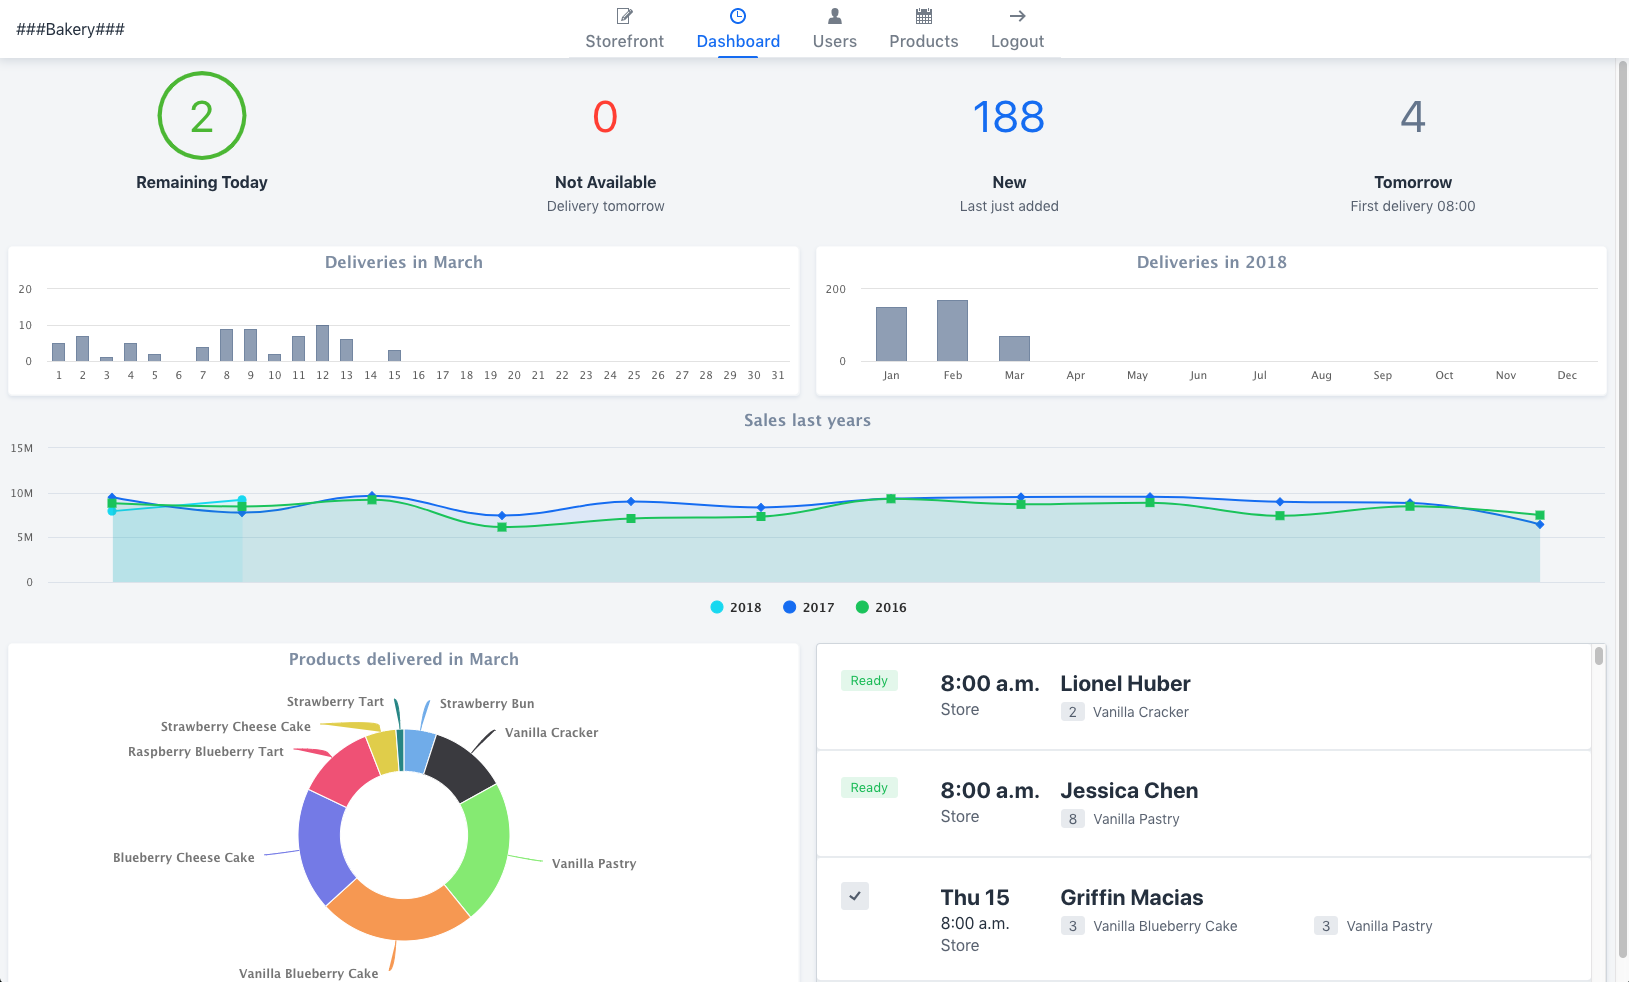 ###Bakery###
Storefront
Dashboard
Users
Products
Logout
2
0
188
4
Remaining Today
Not Available
New
Tomorrow
Delivery tomorrow
Last just added
First delivery 08:00
Deliveries in March
20
10
0
1 2 3 4 5 6 7 8 9 10 11 12 13 14 15 16 17 18 19 20 21 22 23 24 25 26 27 28 29 30 31
Deliveries in 2018
200
0
Jan Feb Mar Apr May Jun Jul Aug Sep Oct Nov Dec
Sales last years
15M
10M
5M
0
2018 2017 2016
Products delivered in March
Strawberry Tart
Strawberry Bun
Strawberry Cheese Cake
Vanilla Cracker
Raspberry Blueberry Tart
Blueberry Cheese Cake
Vanilla Pastry
Vanilla Blueberry Cake
Ready
8:00 a.m.
Lionel Huber
Store
2 Vanilla Cracker
Ready
8:00 a.m.
Jessica Chen
Store
8 Vanilla Pastry
Thu 15
Griffin Macias
8:00 a.m.
3 Vanilla Blueberry Cake
3 Vanilla Pastry
Store